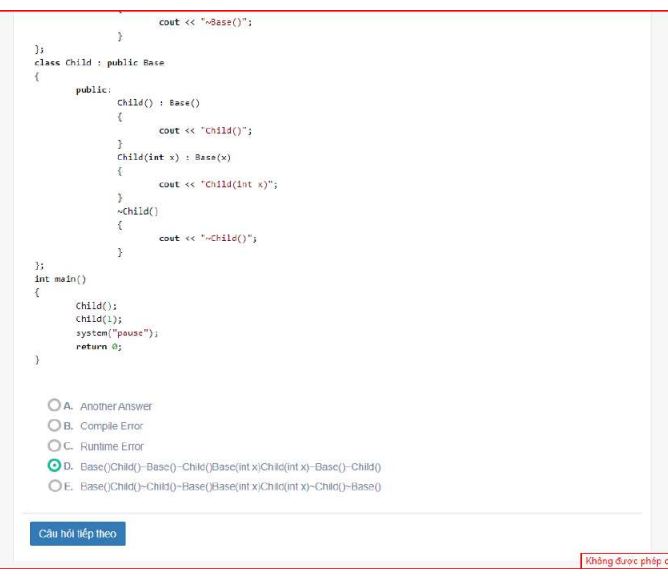 {
cout << "~Base()";
}
};
class Child : public Base
{
public:
Child() : Base()
{
cout << "Child()";
}
Child(int x) : Base(x)
{
cout << "Child(int x)";
}
~Child()
{
cout << "~Child()";
}
};
int main()
{
Child();
Child(1);
system("pause");
return 0;
}
A. Another Answer
B. Compile Error
C. Runtime Error
D. Base()Child()~Base()~Child()Base(int x)Child(int x)~Base()~Child()
E. Base()Child()~Child()~Base()Base(int x)Child(int x)~Child()~Base()
Câu hỏi tiếp theo
Không được phép